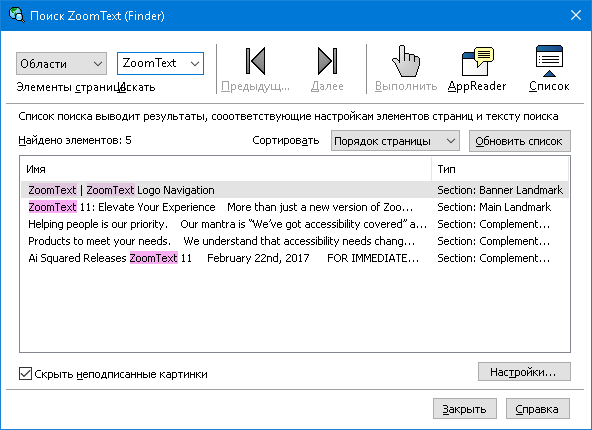 Поиск ZoomText (Finder)
Области ZoomText
Элементы страницы Искать Предыдущ... Далее Выполнить AppReader Список
Список поиска выводит результаты, сооответствующие настройкам элементов страниц и тексту поиска
Найдено элементов: 5 Сортировать Порядок страницы Обновить список
Имя Тип
ZoomText | ZoomText Logo Navigation Section: Banner Landmark
ZoomText 11: Elevate Your Experience More than just a new version of Zoo... Section: Main Landmark
Helping people is our priority. Our mantra is “We've got accessibility covered” a... Section: Complement...
Products to meet your needs. We understand that accessibility needs chang... Section: Complement...
Ai Squared Releases ZoomText 11 February 22nd, 2017 FOR IMMEDIATE... Section: Complement...
Скрыть неподписанные картинки Настройки...
Закрыть Справка